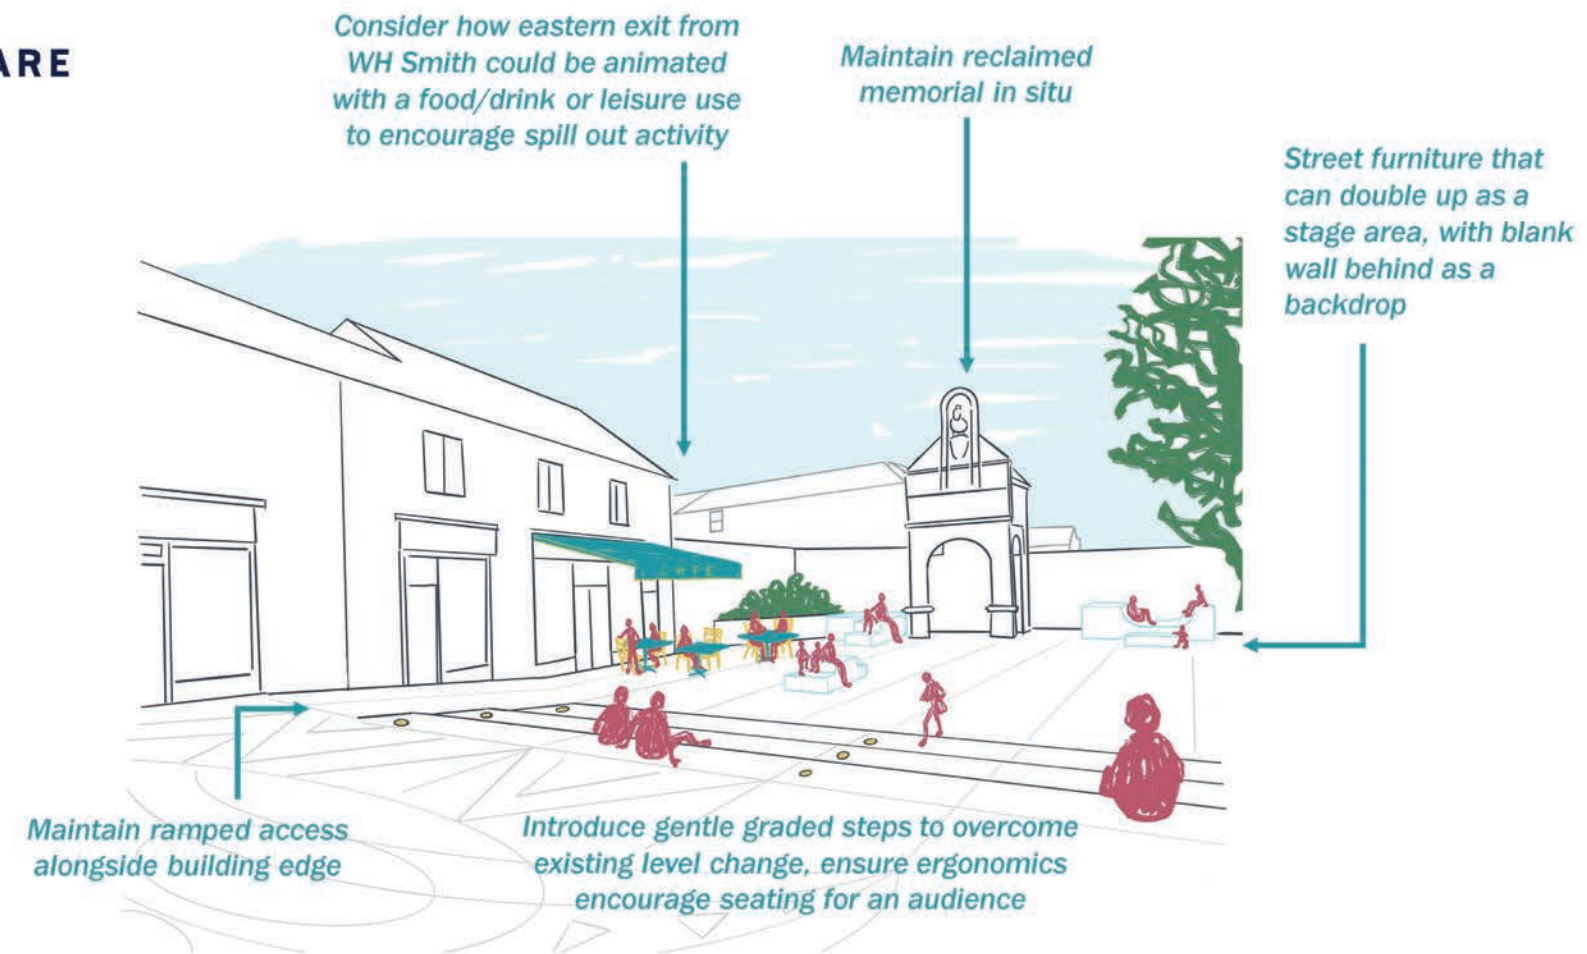 ARE
Consider how eastern exit from
WH Smith could be animated
with a food/drink or leisure use
to encourage spill out activity
Maintain reclaimed
memorial in situ
Street furniture that
can double up as a
stage area, with blank
wall behind as a
backdrop
CAFE
Maintain ramped access
alongside building edge
Introduce gentle graded steps to overcome
existing level change, ensure ergonomics
encourage seating for an audience